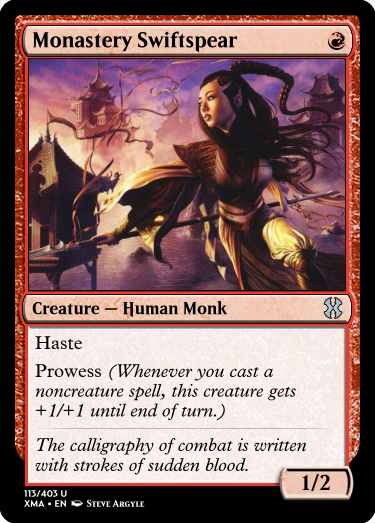 Monastery Swiftspear
Creature — Human Monk
Haste
Prowess (Whenever you cast a
noncreature spell, this creature gets
+1/+1 until end of turn.)
The calligraphy of combat is written
with strokes of sudden blood.
1/2
113/403 U
XMA • EN Steve Argyle